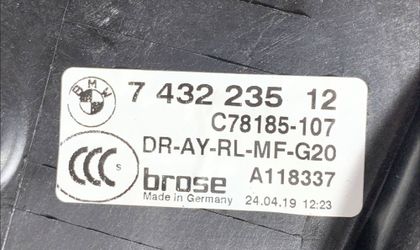 BMW
7 432 235 12
C78185-107
DR-AY-RL-MF-G20
CCC S
brose A118337
Made in Germany 24.04.19 12:23